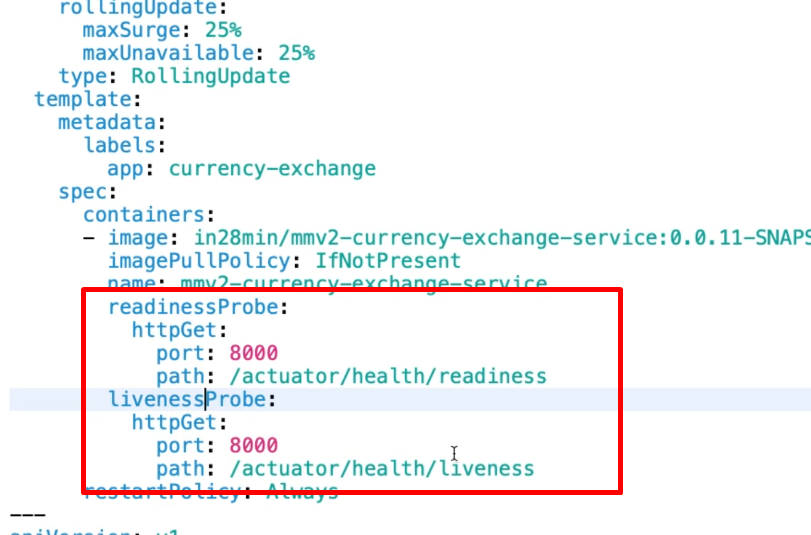 rollingUpdate:
maxSurge: 25%
maxUnavailable: 25%
type: RollingUpdate
template:
metadata:
labels:
app: currency-exchange
spec:
containers:
- image: in28min/mmv2-currency-exchange-service:0.0.11-SNAPS
imagePullPolicy: IfNotPresent
name: mmv2-currency-exchange-service
readinessProbe:
httpGet:
port: 8000
path: /actuator/health/readiness
livenessProbe:
httpGet:
port: 8000
path: /actuator/health/liveness
restartPolicy: Always
---
apiVersion: v1